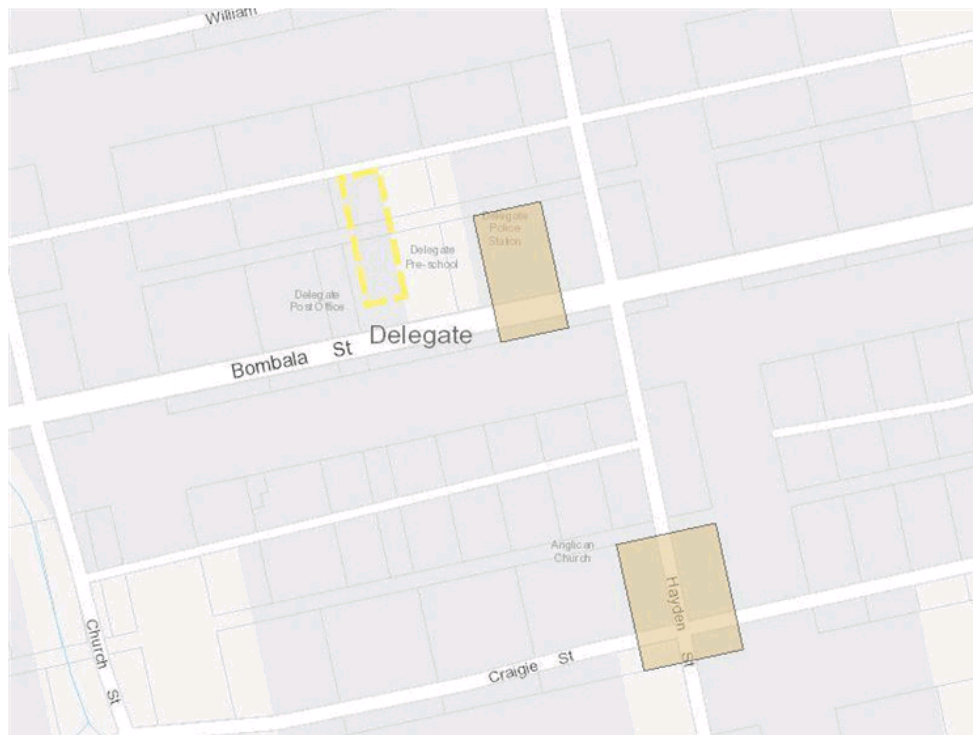 William
Delegate
Police
Station
Delegate
Pre-school
Delegate
Post Office
Delegate
Bombala St
Anglican
Church
Hayden St
Church St
Craigie St